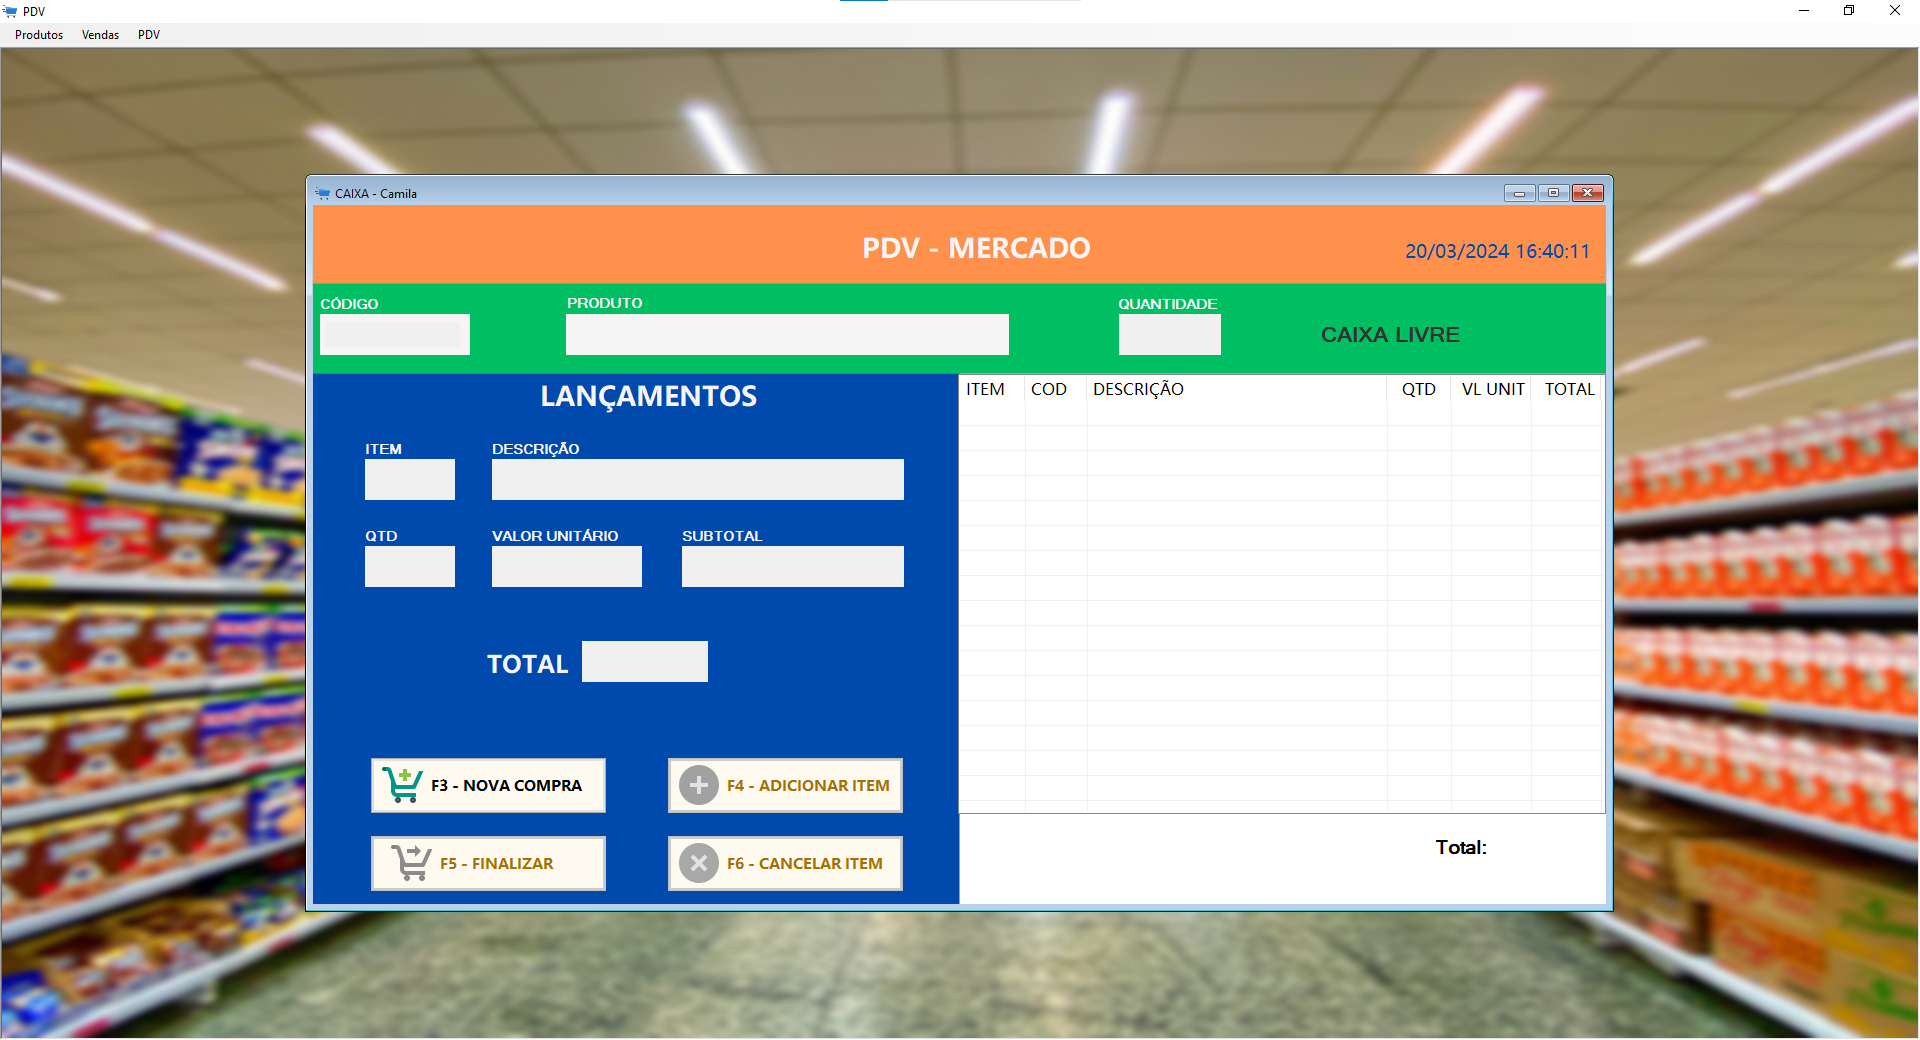 PDV
Produtos Vendas PDV
CAIXA - Camila
PDV - MERCADO
20/03/2024 16:40:11
CÓDIGO PRODUTO QUANTIDADE
CAIXA LIVRE
LANÇAMENTOS
ITEM DESCRIÇÃO
QTD VALOR UNITÁRIO SUBTOTAL
TOTAL
F3 - NOVA COMPRA F4 - ADICIONAR ITEM
F5 - FINALIZAR F6 - CANCELAR ITEM
ITEM COD DESCRIÇÃO QTD VL UNIT TOTAL
Total: